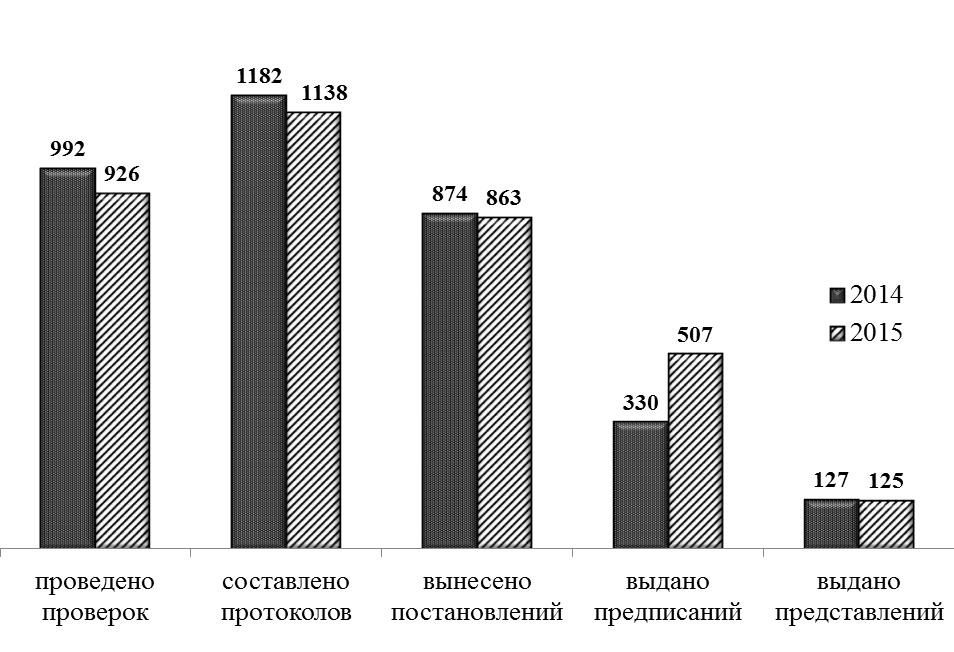 1182
1138
992
926
874
863
2014
2015
507
330
127
125
проведено
проверок
составлено
протоколов
вынесено
постановлений
выдано
предписаний
выдано
представлений